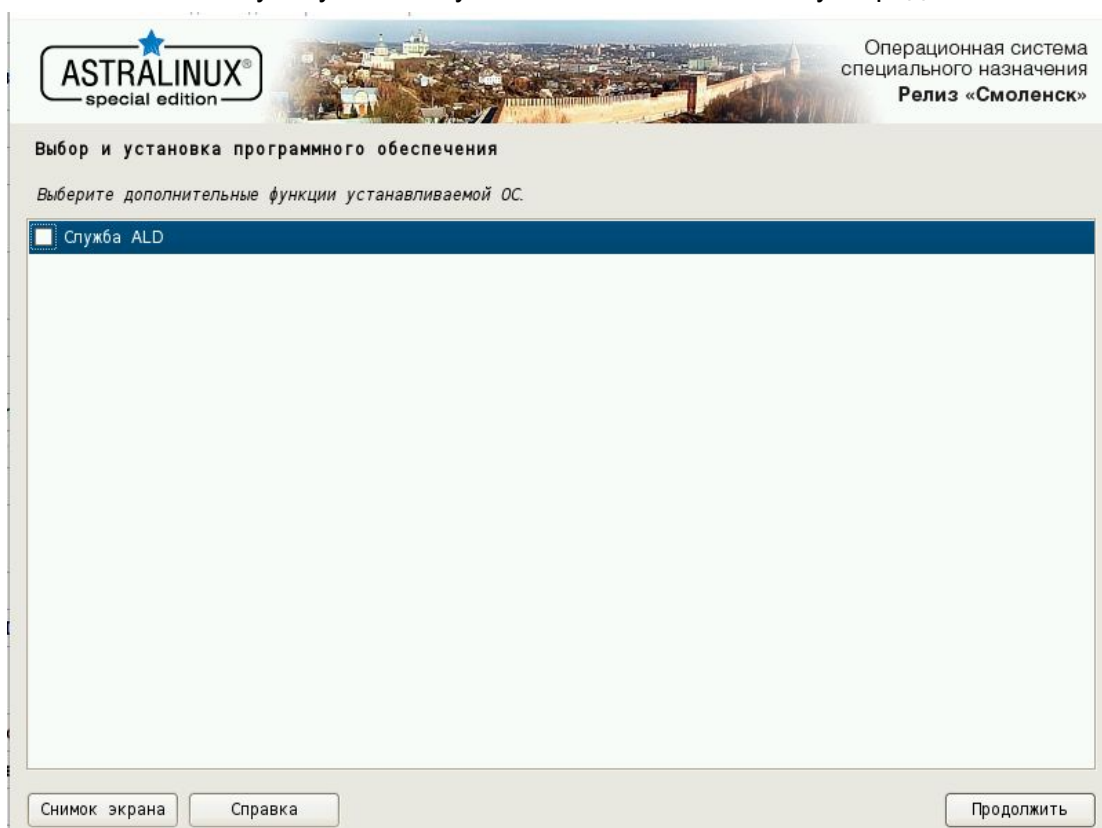 ASTRALINUX®
special edition
Операционная система
специального назначения
Релиз «Смоленск»
Выбор и установка программного обеспечения
Выберите дополнительные функции устанавливаемой ОС.
Служба ALD
Снимок экрана
Справка
Продолжить